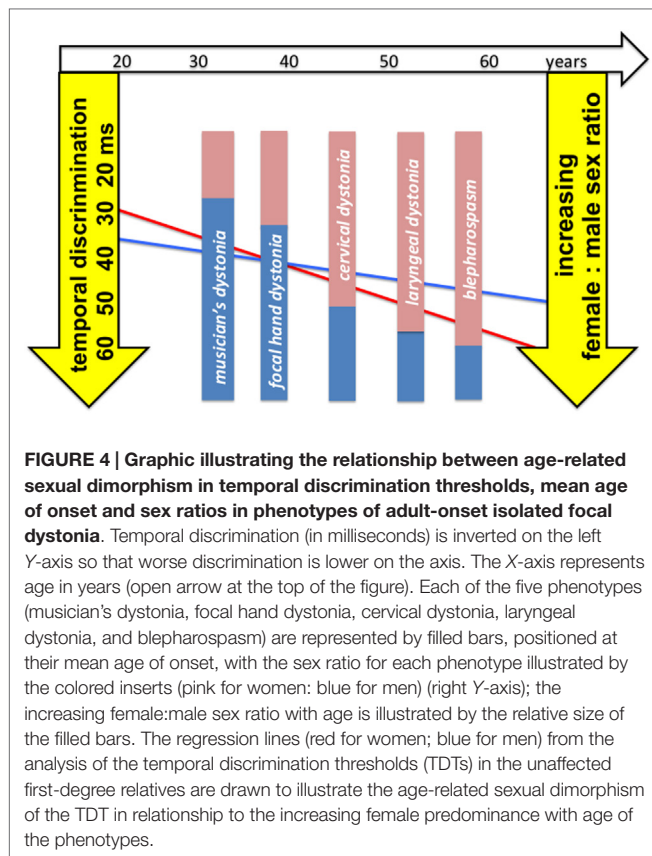 20 30 40 50 60 years
temporal discrinmination
20 ms
30
40
50
60
musician's dystonia
focal hand dystonia
cervical dystonia
laryngeal dystonia
blepharospasm
increasing
female : male sex ratio
FIGURE 4 | Graphic illustrating the relationship between age-related
sexual dimorphism in temporal discrimination thresholds, mean age
of onset and sex ratios in phenotypes of adult-onset isolated focal
dystonia. Temporal discrimination (in milliseconds) is inverted on the left
Y-axis so that worse discrimination is lower on the axis. The X-axis represents
age in years (open arrow at the top of the figure). Each of the five phenotypes
(musician's dystonia, focal hand dystonia, cervical dystonia, laryngeal
dystonia, and blepharospasm) are represented by filled bars, positioned at
their mean age of onset, with the sex ratio for each phenotype illustrated by
the colored inserts (pink for women: blue for men) (right Y-axis); the
increasing female:male sex ratio with age is illustrated by the relative size of
the filled bars. The regression lines (red for women; blue for men) from the
analysis of the temporal discrimination thresholds (TDTs) in the unaffected
first-degree relatives are drawn to illustrate the age-related sexual dimorphism
of the TDT in relationship to the increasing female predominance with age of
the phenotypes.